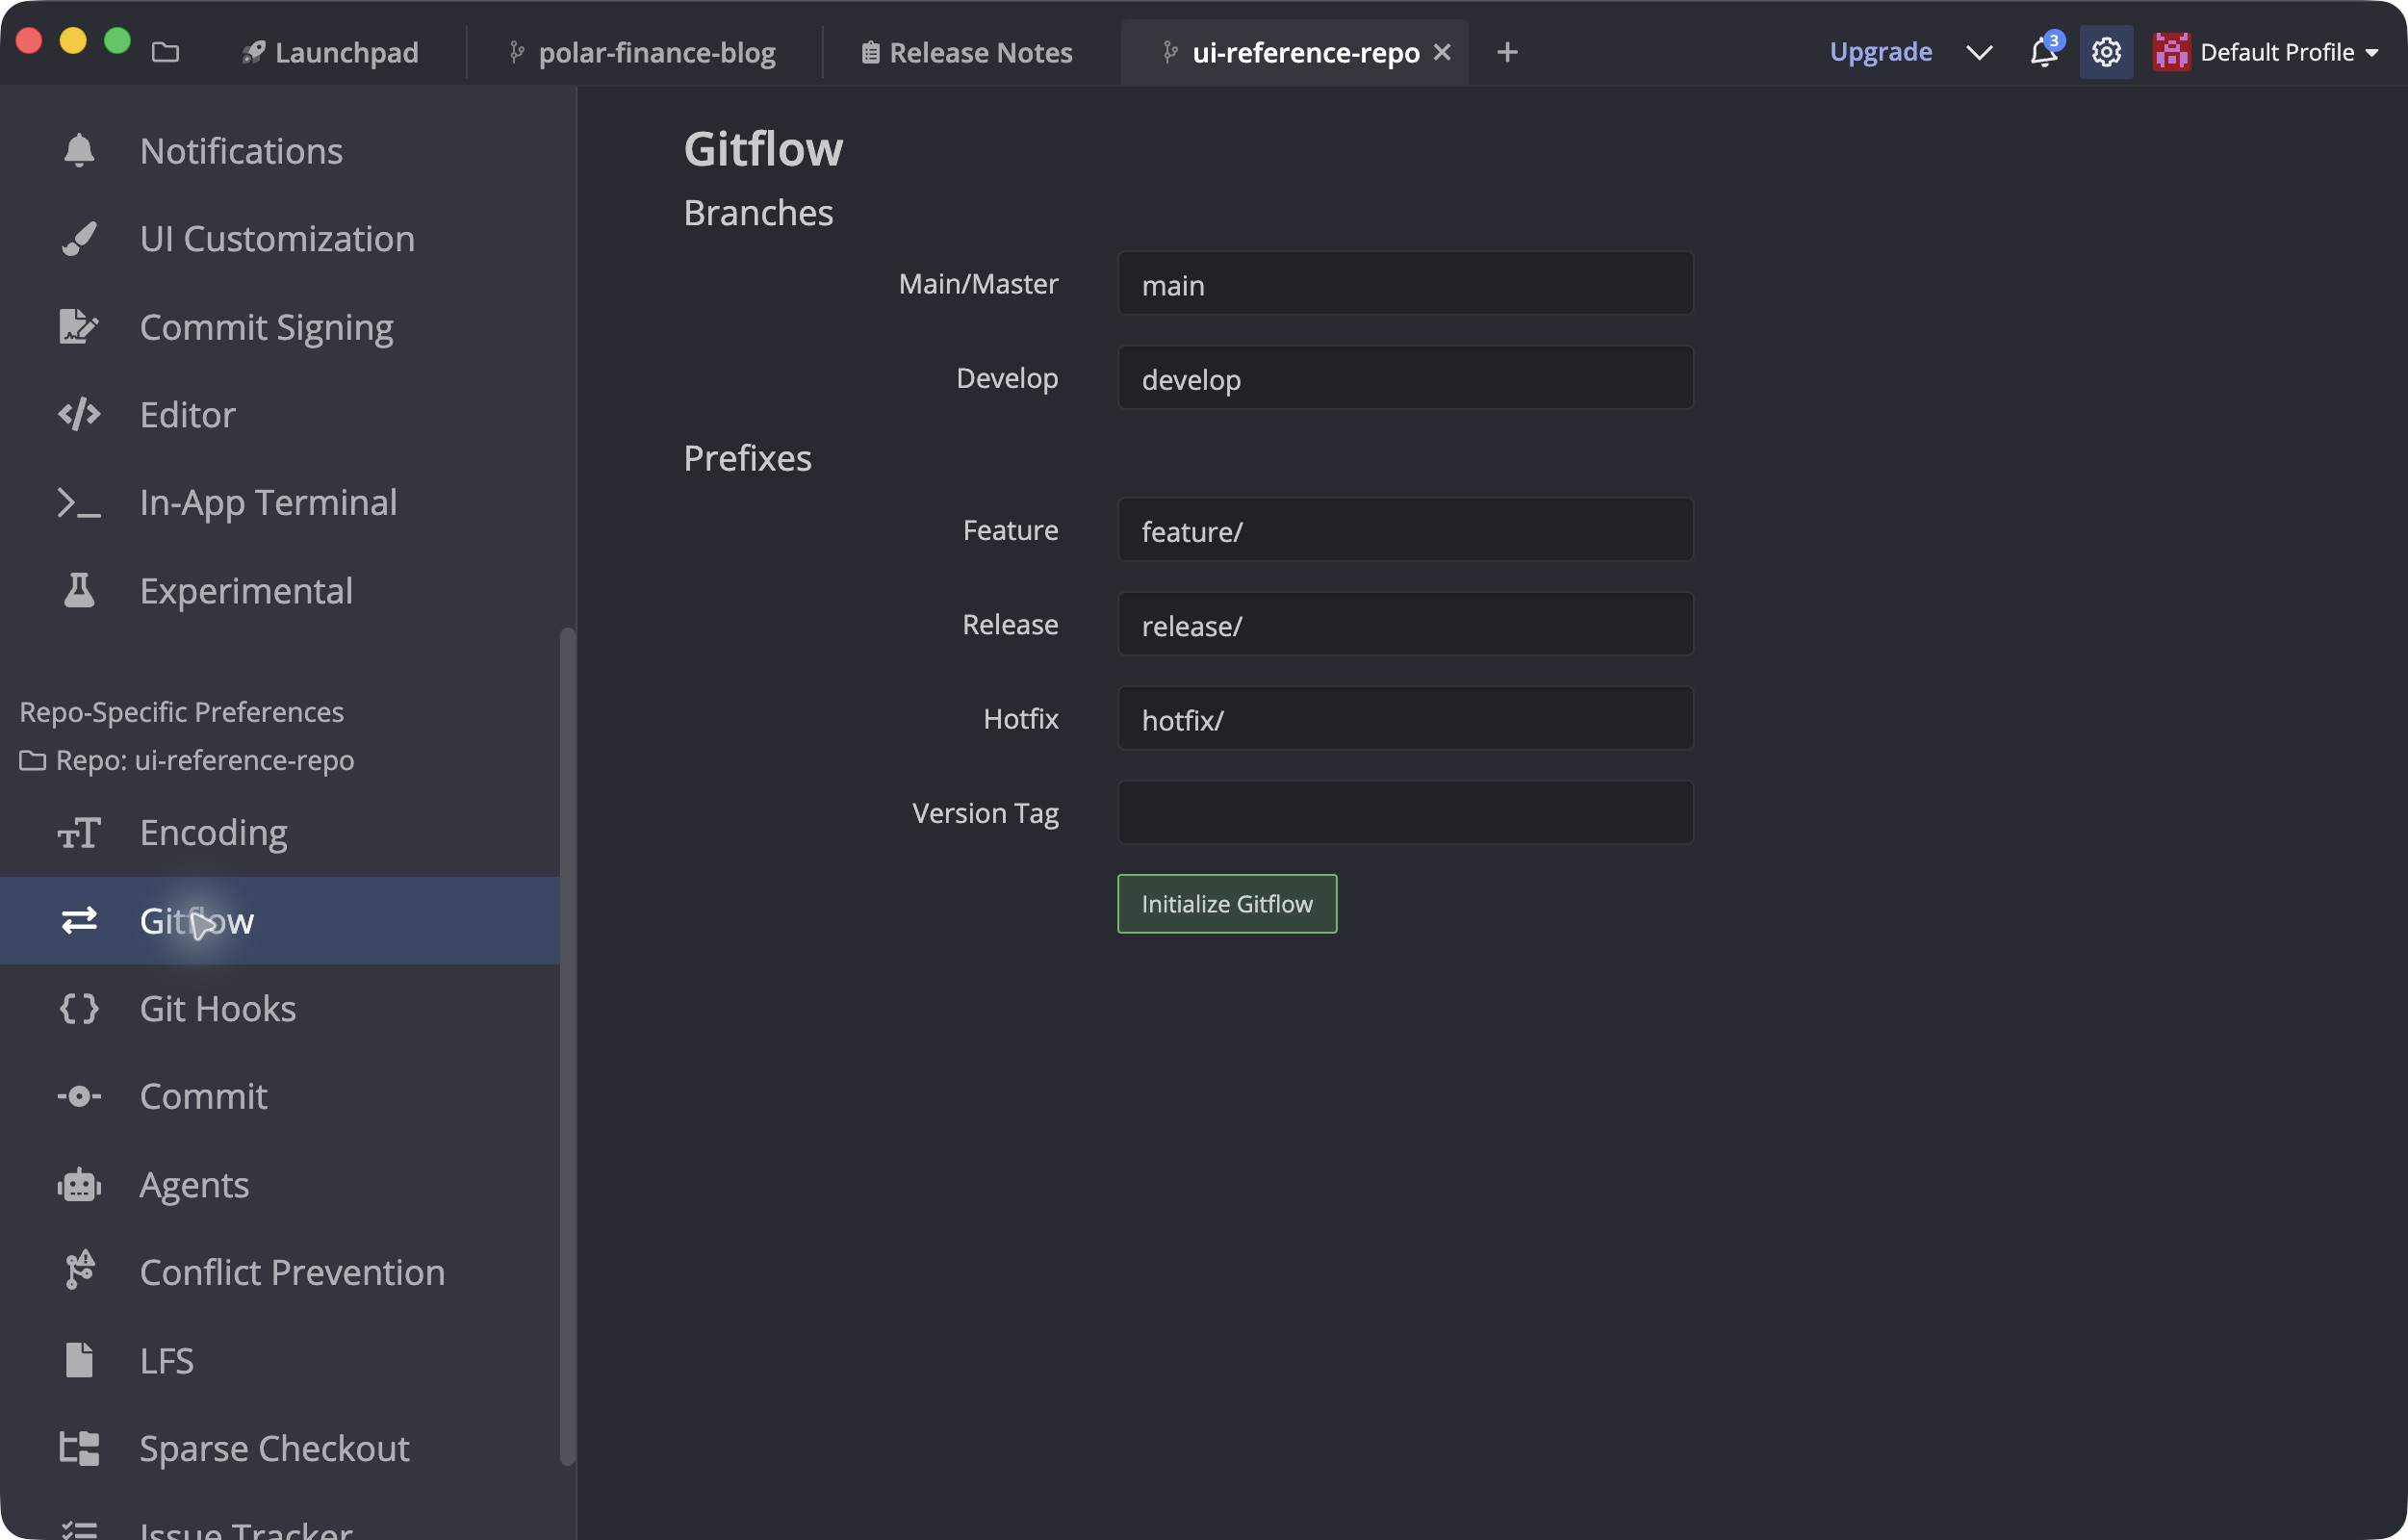 Launchpad
polar-finance-blog
Release Notes
ui-reference-repo
Upgrade
3
Default Profile
Notifications
UI Customization
Commit Signing
Editor
In-App Terminal
Experimental
Repo-Specific Preferences
Repo: ui-reference-repo
Encoding
Gitflow
Git Hooks
Commit
Agents
Conflict Prevention
LFS
Sparse Checkout
Issue Tracker
Gitflow
Branches
Main/Master
main
Develop
develop
Prefixes
Feature
feature/
Release
release/
Hotfix
hotfix/
Version Tag
Initialize Gitflow